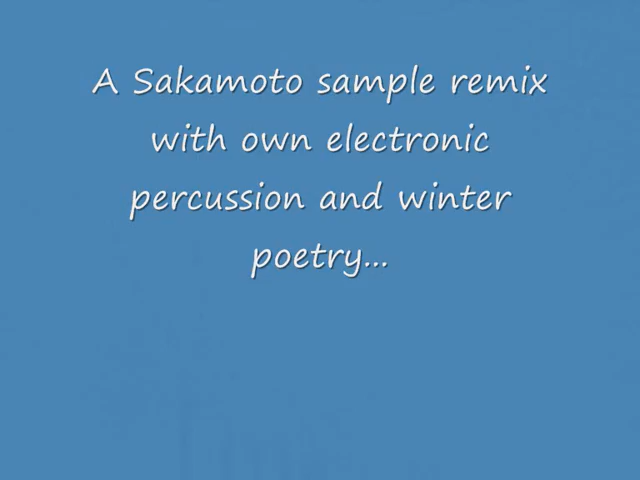 A Sakamoto sample remix
with own electronic
percussion and winter
poetry...